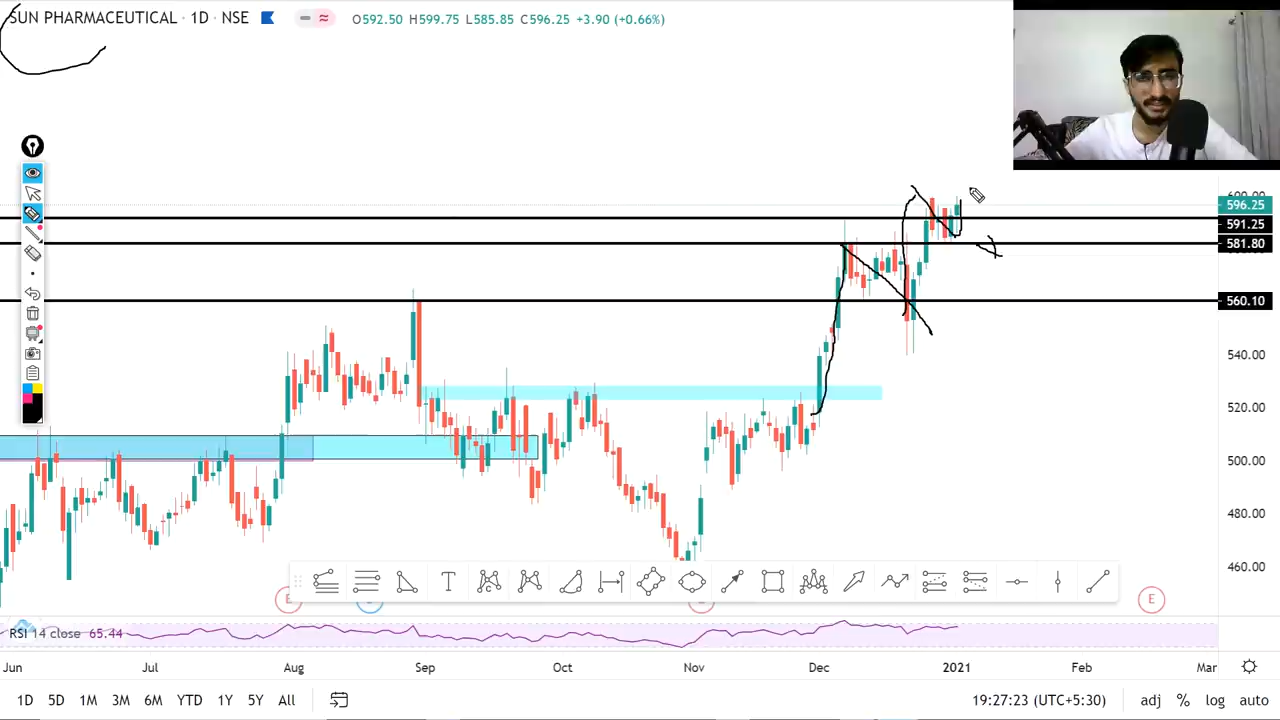 SUN PHARMACEUTICAL · 1D · NSE O592.50 H599.75 L585.85 C596.25 +3.90 (+0.66%)
600.00
596.25
591.25
581.80
560.10
540.00
520.00
500.00
480.00
460.00
T
C
E
E
RSI 14 close 65.44
Jun Jul Aug Sep Oct Nov Dec 2021 Feb Mar
1D 5D 1M 3M 6M YTD 1Y 5Y All 19:27:23 (UTC+5:30) adj % log auto